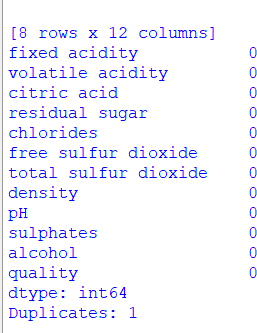 [8 rows x 12 columns]
fixed acidity 0
volatile acidity 0
citric acid 0
residual sugar 0
chlorides 0
free sulfur dioxide 0
total sulfur dioxide 0
density 0
pH 0
sulphates 0
alcohol 0
quality 0
dtype: int64
Duplicates: 1